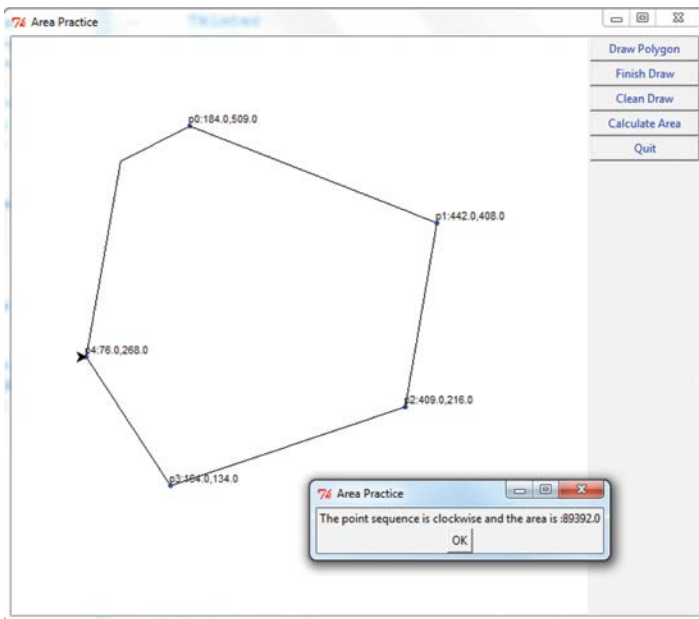 Area Practice
Draw Polygon
Finish Draw
Clean Draw
Calculate Area
Quit
p0:184.0,509.0
p1:442.0,408.0
p4:76.0,268.0
p2:409.0,216.0
p3:164.0,134.0
Area Practice
The point sequence is clockwise and the area is :89392.0
OK